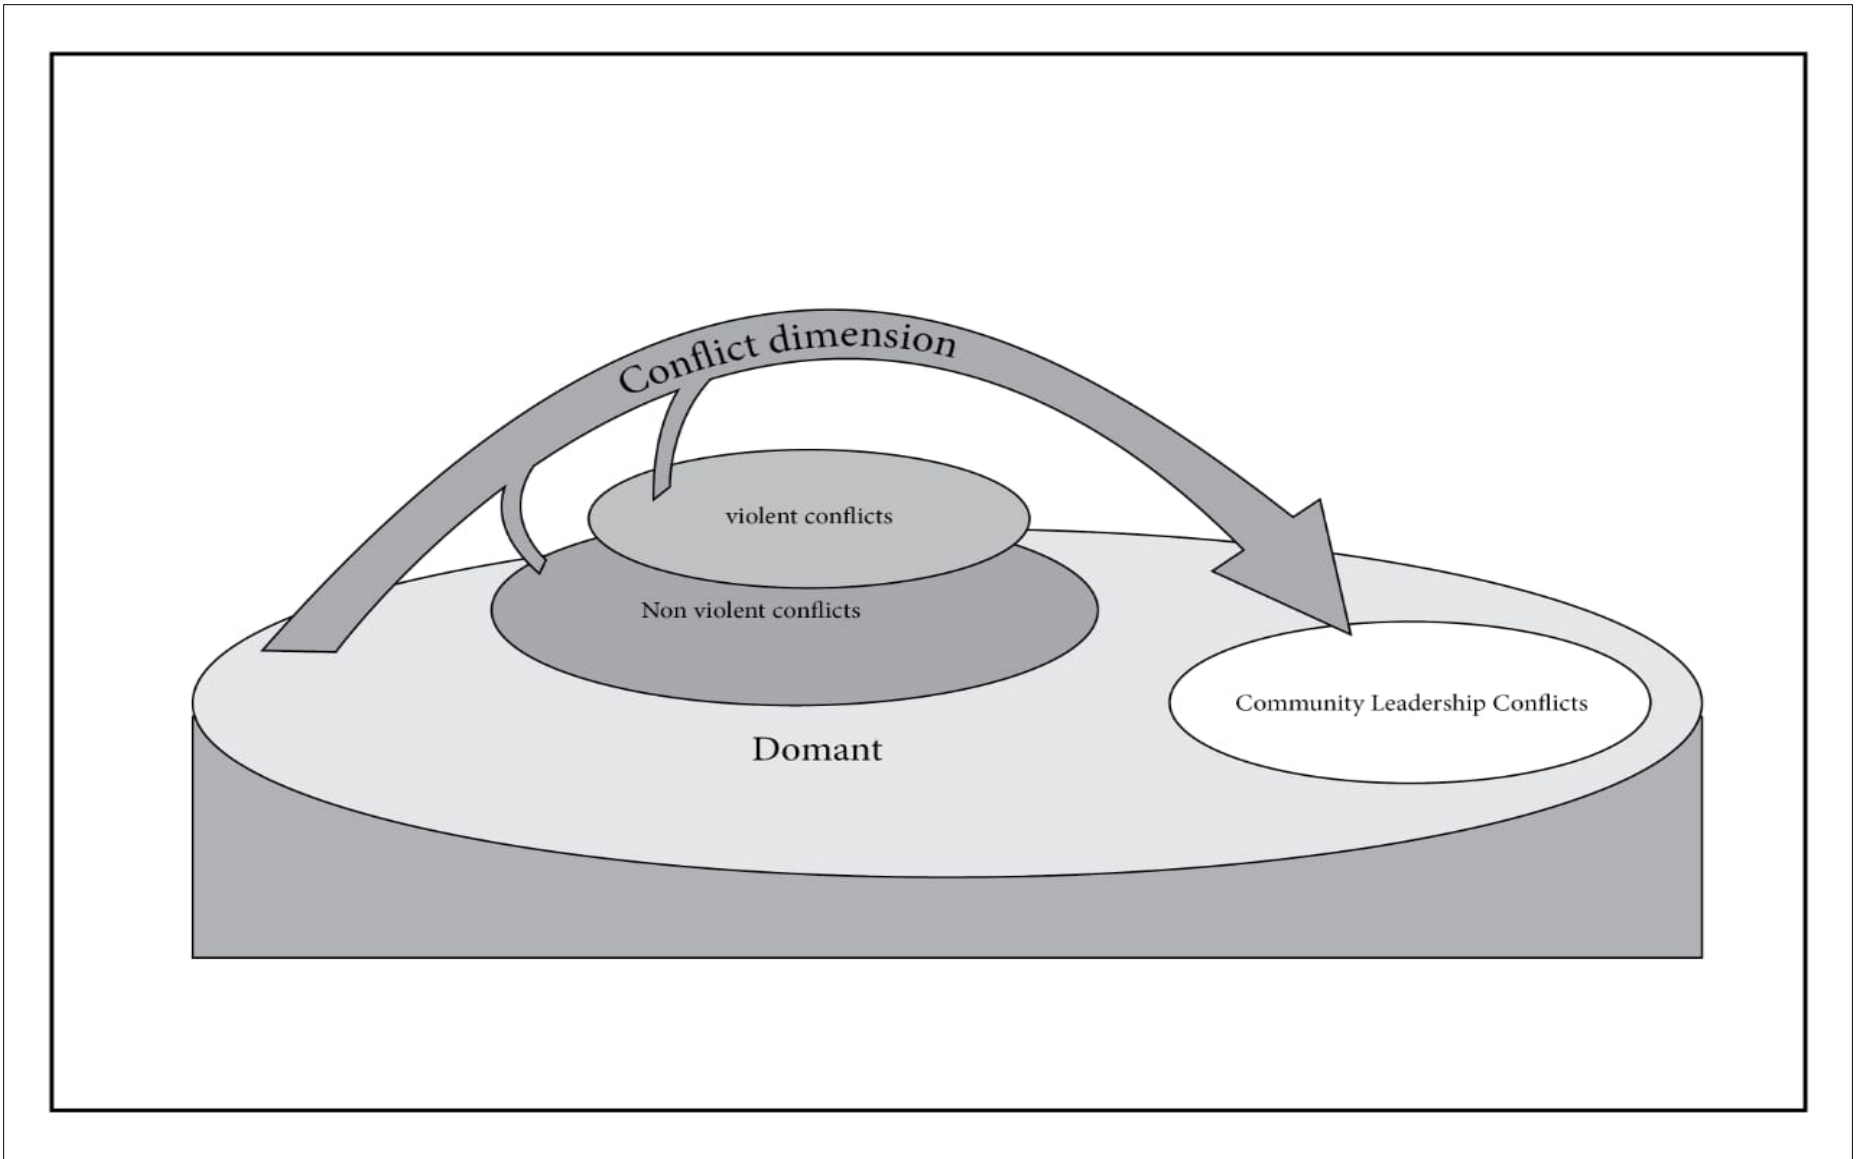 Conflict dimension
violent conflicts
Non violent conflicts
Community Leadership Conflicts
Domant